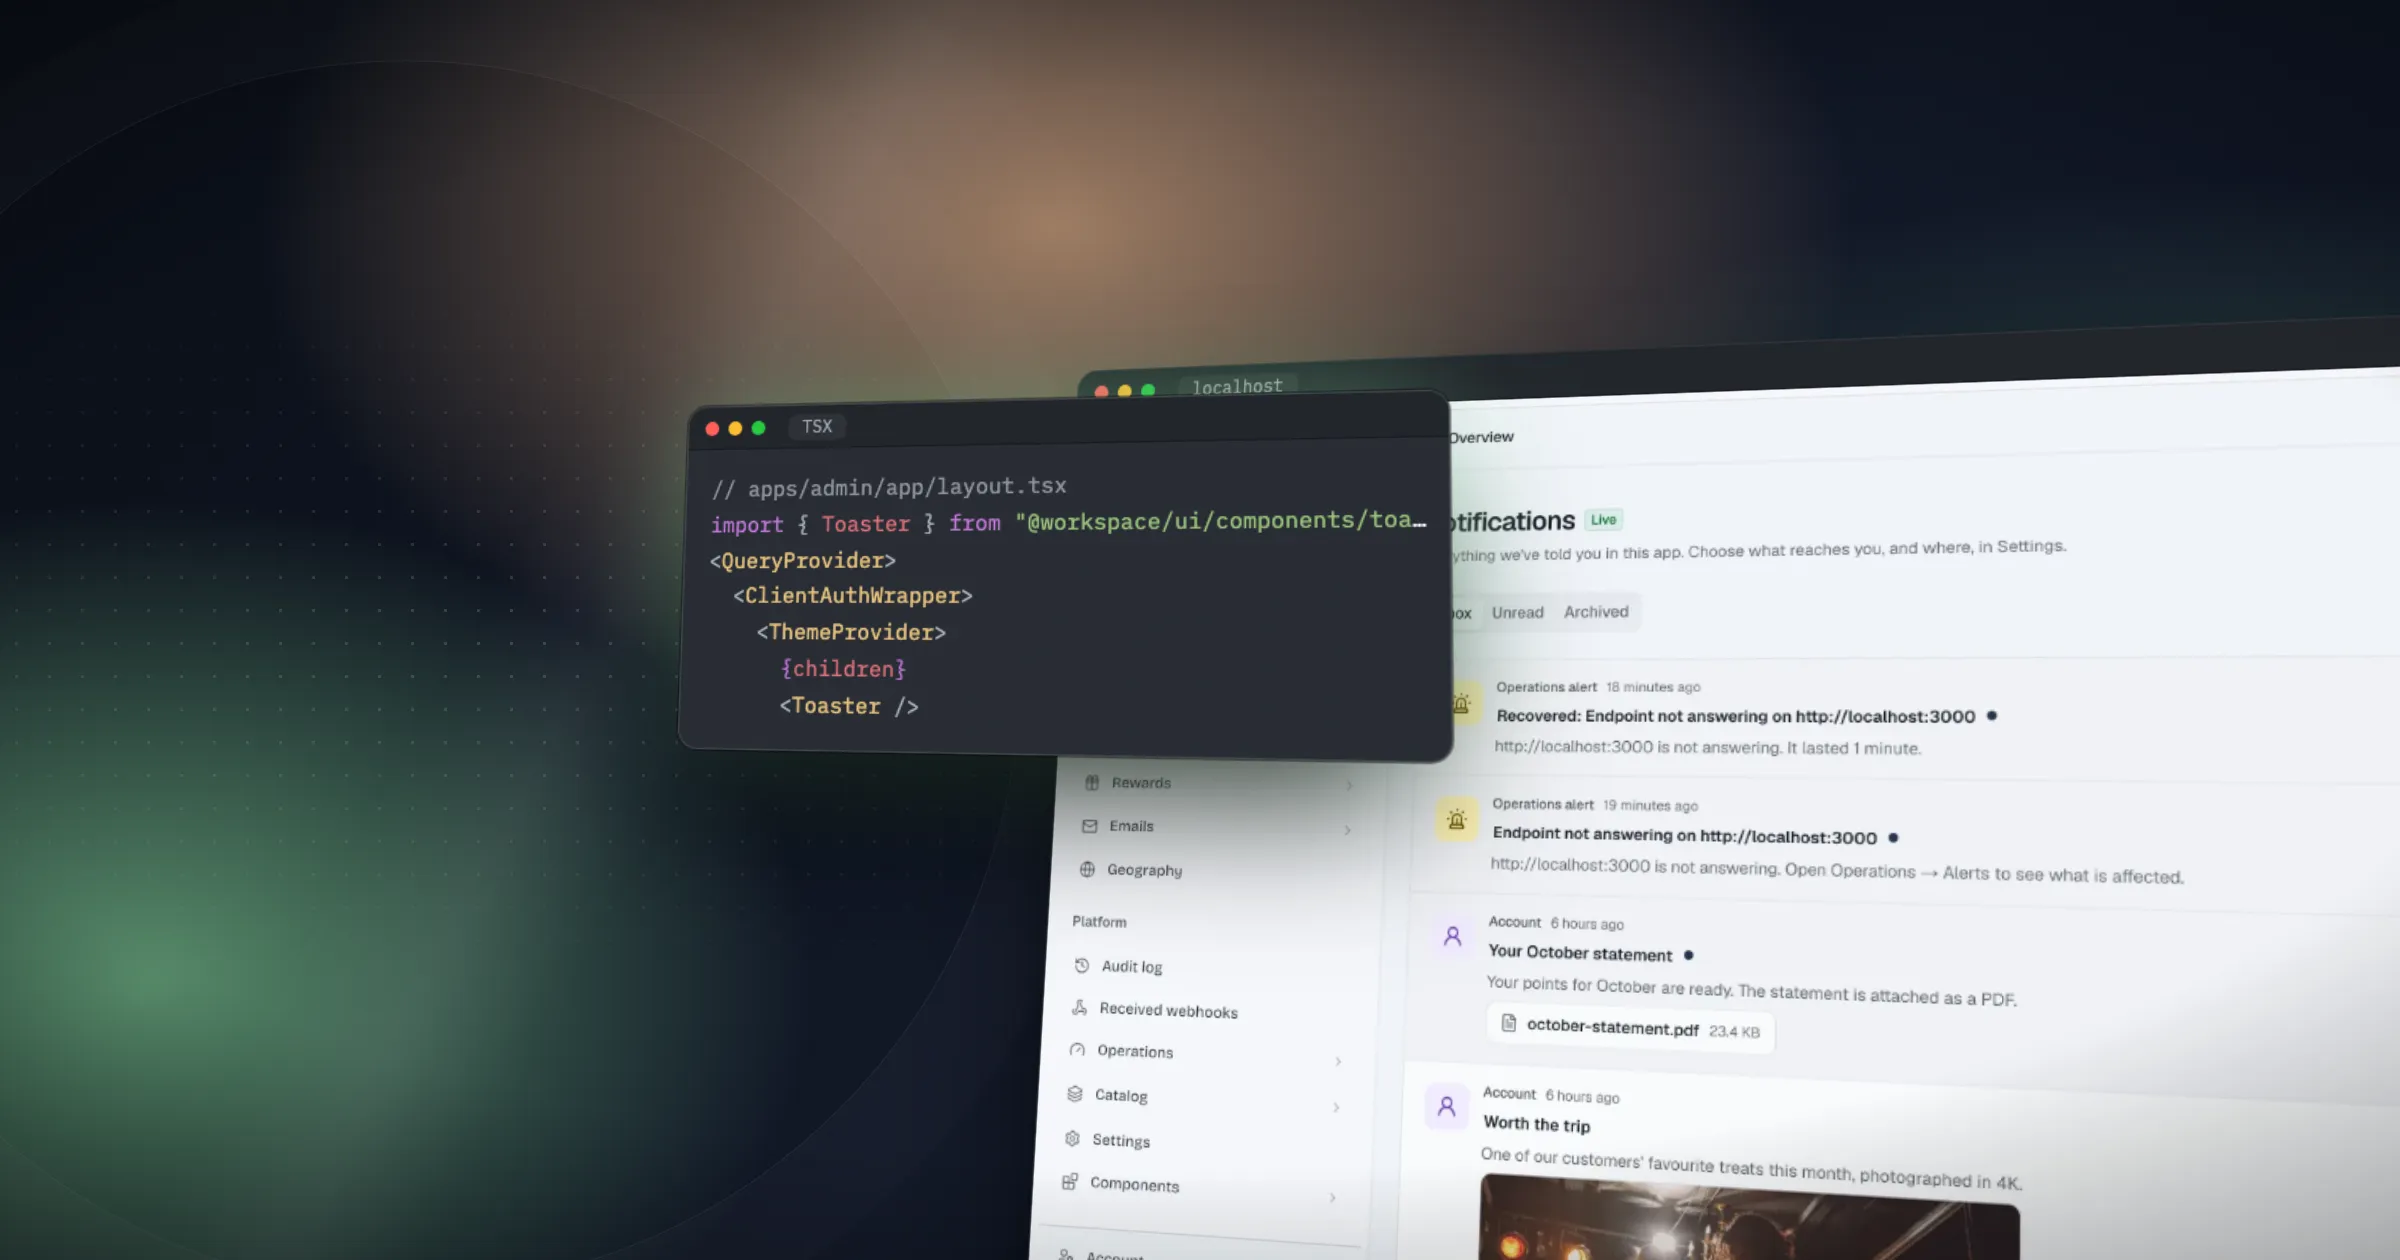 localhost
TSX
// apps/admin/app/layout.tsx
import { Toaster } from "@workspace/ui/components/toa…
<QueryProvider>
<ClientAuthWrapper>
<ThemeProvider>
{children}
<Toaster />
Overview
otifications Live
ything we've told you in this app. Choose what reaches you, and where, in Settings.
ox Unread Archived
Operations alert 18 minutes ago
Recovered: Endpoint not answering on http://localhost:3000
http://localhost:3000 is not answering. It lasted 1 minute.
Operations alert 19 minutes ago
Endpoint not answering on http://localhost:3000
http://localhost:3000 is not answering. Open Operations → Alerts to see what is affected.
Account 6 hours ago
Your October statement
Your points for October are ready. The statement is attached as a PDF.
october-statement.pdf 23.4 KB
Account 6 hours ago
Worth the trip
One of our customers' favourite treats this month, photographed in 4K.
Rewards
Emails
Geography
Platform
Audit log
Received webhooks
Operations
Catalog
Settings
Components
Account